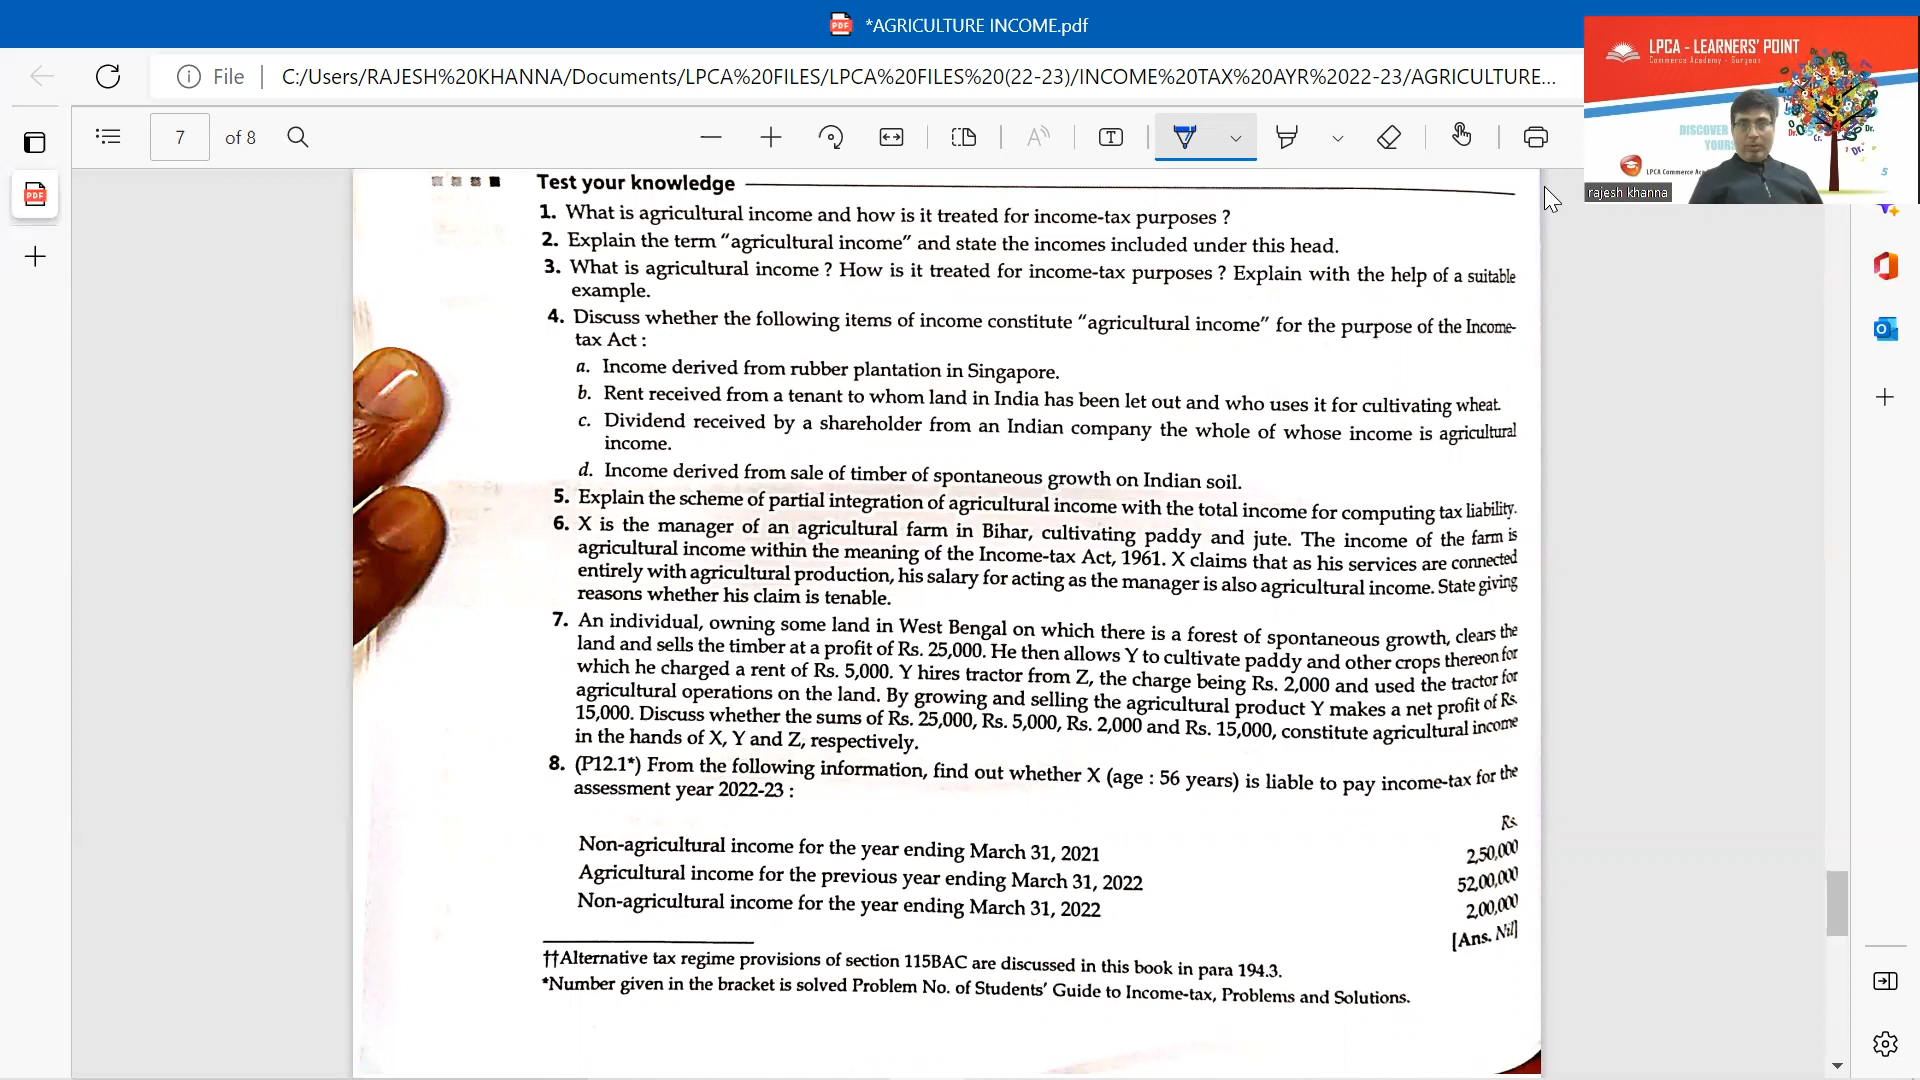 *AGRICULTURE INCOME.pdf
File
C:/Users/RAJESH%20KHANNA/Documents/LPCA%20FILES/LPCA%20FILES%20(22-23)/INCOME%20TAX%20AYR%2022-23/AGRICULTURE...
LPCA - LEARNERS' POINT
Commerce Academy - Gurgaon
DISCOVER
YOURS
LPCA Commerce Aca
rajesh khanna
7 of 8
Test your knowledge
1. What is agricultural income and how is it treated for income-tax purposes ?
2. Explain the term “agricultural income” and state the incomes included under this head.
3. What is agricultural income ? How is it treated for income-tax purposes ? Explain with the help of a suitable
example.
4. Discuss whether the following items of income constitute “agricultural income” for the purpose of the Income-
tax Act :
a. Income derived from rubber plantation in Singapore.
b. Rent received from a tenant to whom land in India has been let out and who uses it for cultivating wheat.
c. Dividend received by a shareholder from an Indian company the whole of whose income is agricultural
income.
d. Income derived from sale of timber of spontaneous growth on Indian soil.
5. Explain the scheme of partial integration of agricultural income with the total income for computing tax liability.
6. X is the manager of an agricultural farm in Bihar, cultivating paddy and jute. The income of the farm is
agricultural income within the meaning of the Income-tax Act, 1961. X claims that as his services are connected
entirely with agricultural production, his salary for acting as the manager is also agricultural income. State giving
reasons whether his claim is tenable.
7. An individual, owning some land in West Bengal on which there is a forest of spontaneous growth, clears the
land and sells the timber at a profit of Rs. 25,000. He then allows Y to cultivate paddy and other crops thereon for
which he charged a rent of Rs. 5,000. Y hires tractor from Z, the charge being Rs. 2,000 and used the tractor for
agricultural operations on the land. By growing and selling the agricultural product Y makes a net profit of Rs.
15,000. Discuss whether the sums of Rs. 25,000, Rs. 5,000, Rs. 2,000 and Rs. 15,000, constitute agricultural income
in the hands of X, Y and Z, respectively.
8. (P12.1*) From the following information, find out whether X (age : 56 years) is liable to pay income-tax for the
assessment year 2022-23 :
Rs.
Non-agricultural income for the year ending March 31, 2021 2,50,000
Agricultural income for the previous year ending March 31, 2022 52,00,000
Non-agricultural income for the year ending March 31, 2022 2,00,000
[Ans. Nil]
††Alternative tax regime provisions of section 115BAC are discussed in this book in para 194.3.
*Number given in the bracket is solved Problem No. of Students' Guide to Income-tax, Problems and Solutions.